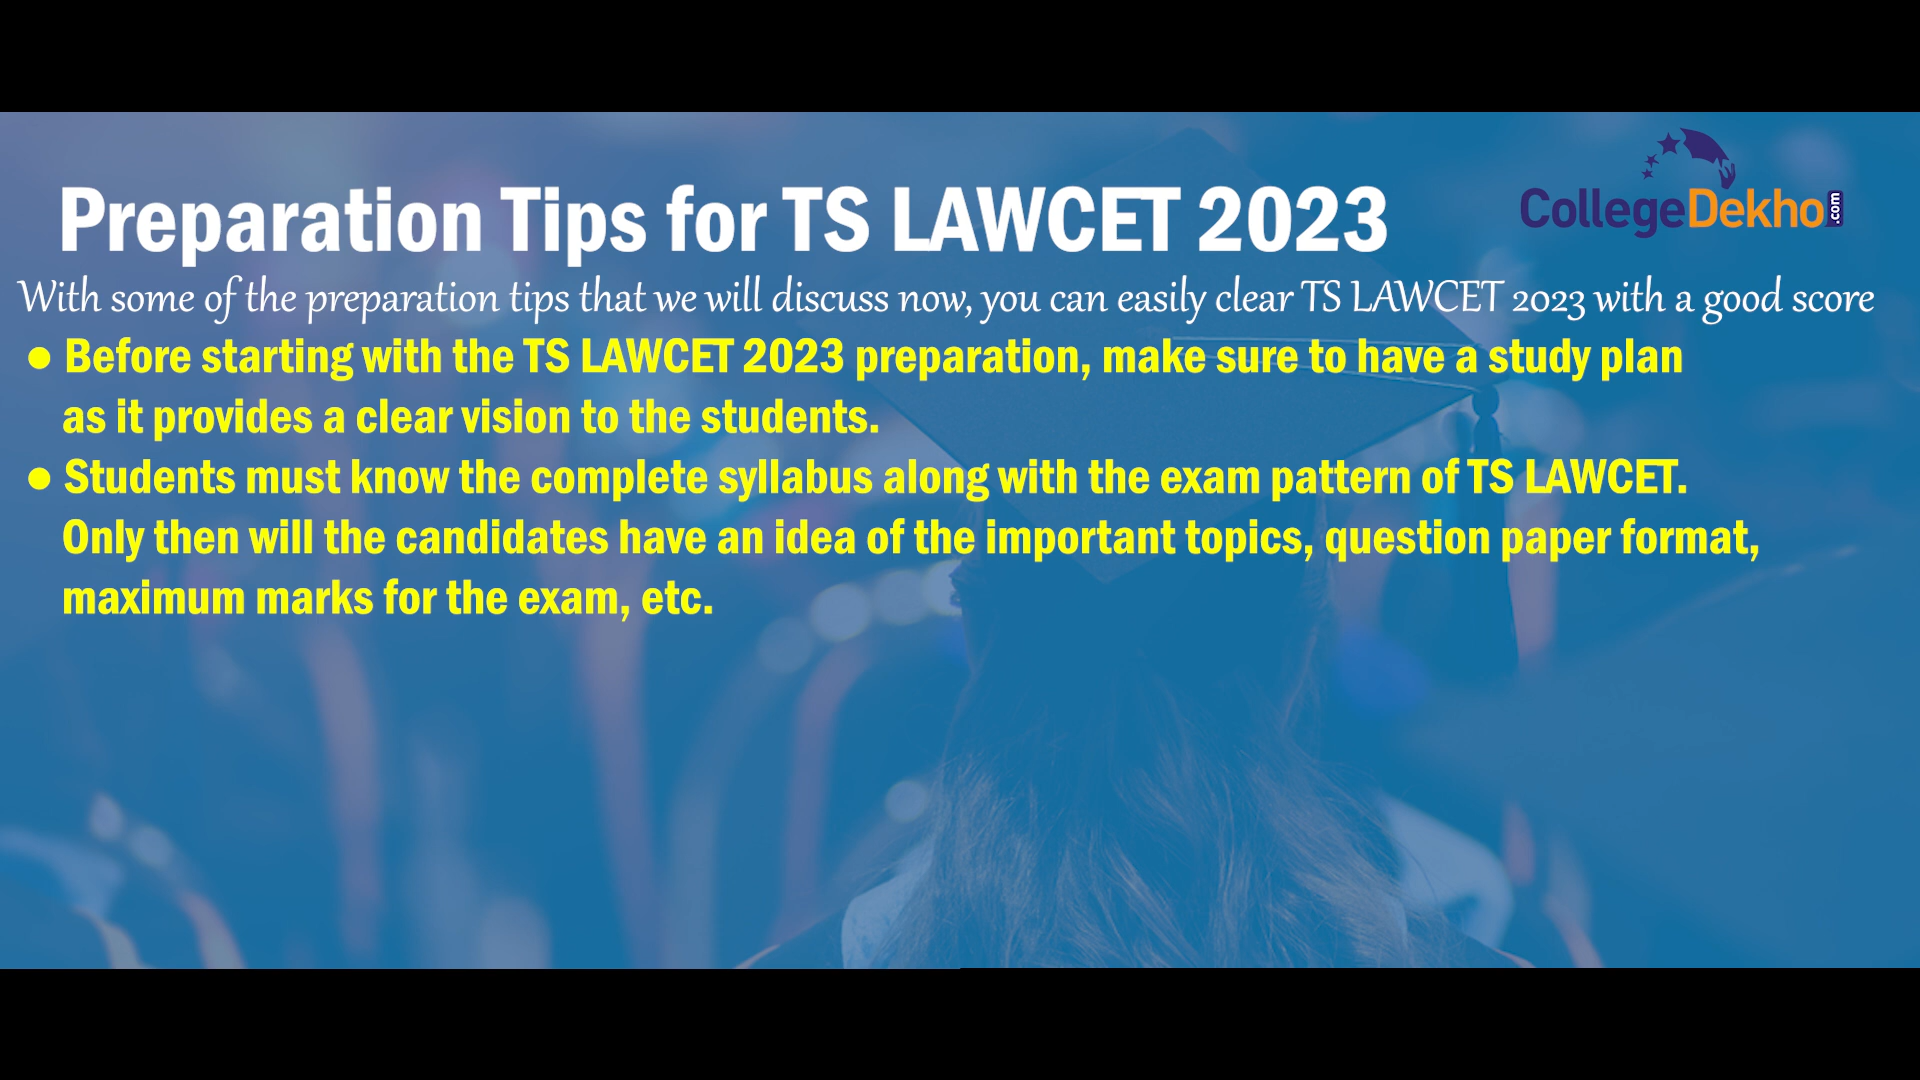 CollegeDekho.com
Preparation Tips for TS LAWCET 2023
With some of the preparation tips that we will discuss now, you can easily clear TS LAWCET 2023 with a good score
● Before starting with the TS LAWCET 2023 preparation, make sure to have a study plan
as it provides a clear vision to the students.
● Students must know the complete syllabus along with the exam pattern of TS LAWCET.
Only then will the candidates have an idea of the important topics, question paper format,
maximum marks for the exam, etc.